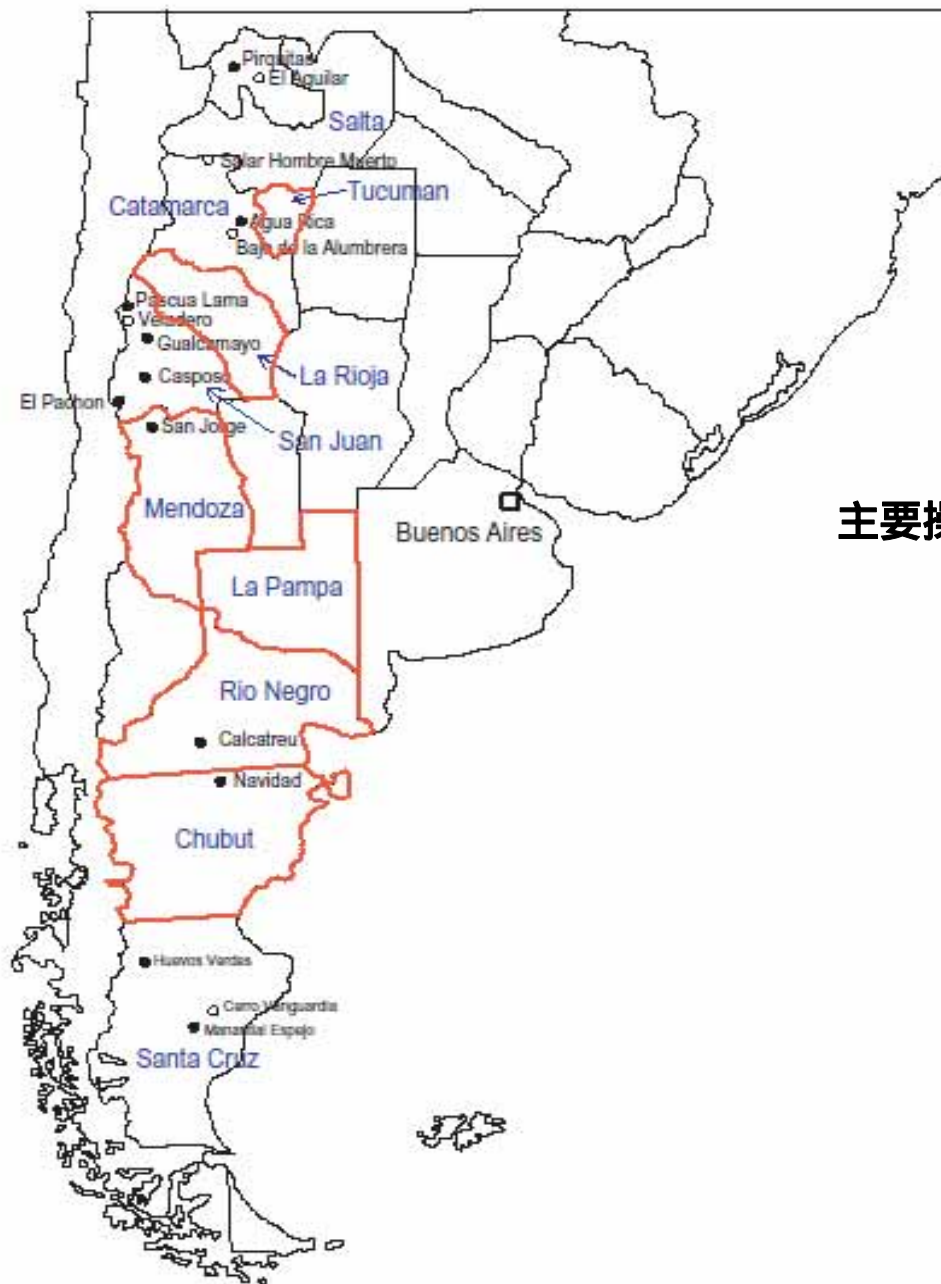 Pirquitas
El Aguilar
Salta
Salar Hombre Muerto
Tucuman
Catamarca
Agua Rica
Bajo de la Alumbrera
Pascua Lama
Veladero
Gualcamayo
La Rioja
Casposo
El Pachon
San Jorge
San Juan
Mendoza
Buenos Aires
主要操
La Pampa
Rio Negro
Calcatreu
Navidad
Chubut
Huevos Verdes
Cerro Vanguardia
Manantial Espejo
Santa Cruz